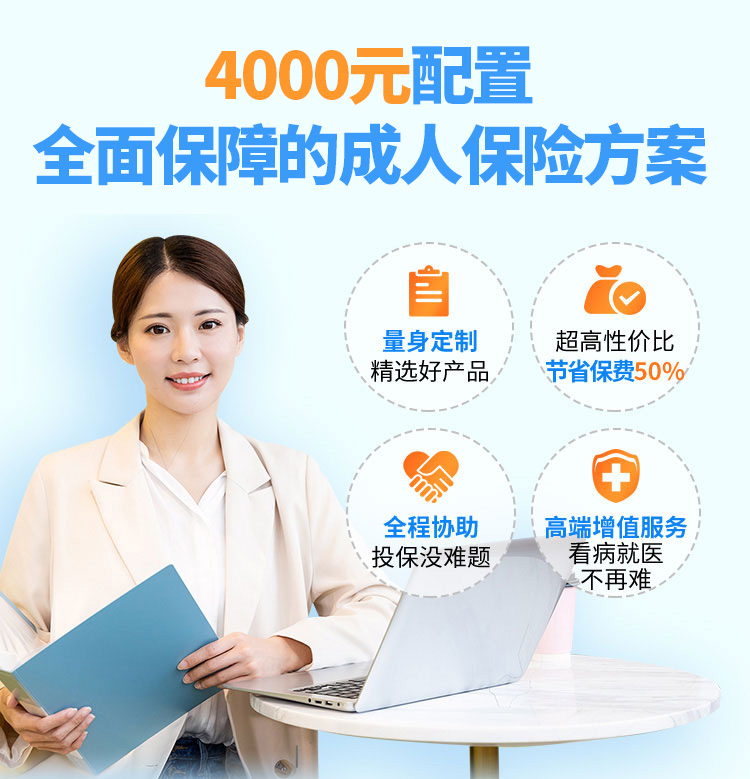 4000元配置
全面保障的成人保险方案
量身定制
精选好产品
超高性价比
节省保费50%
全程协助
投保没难题
高端增值服务
看病就医
不再难